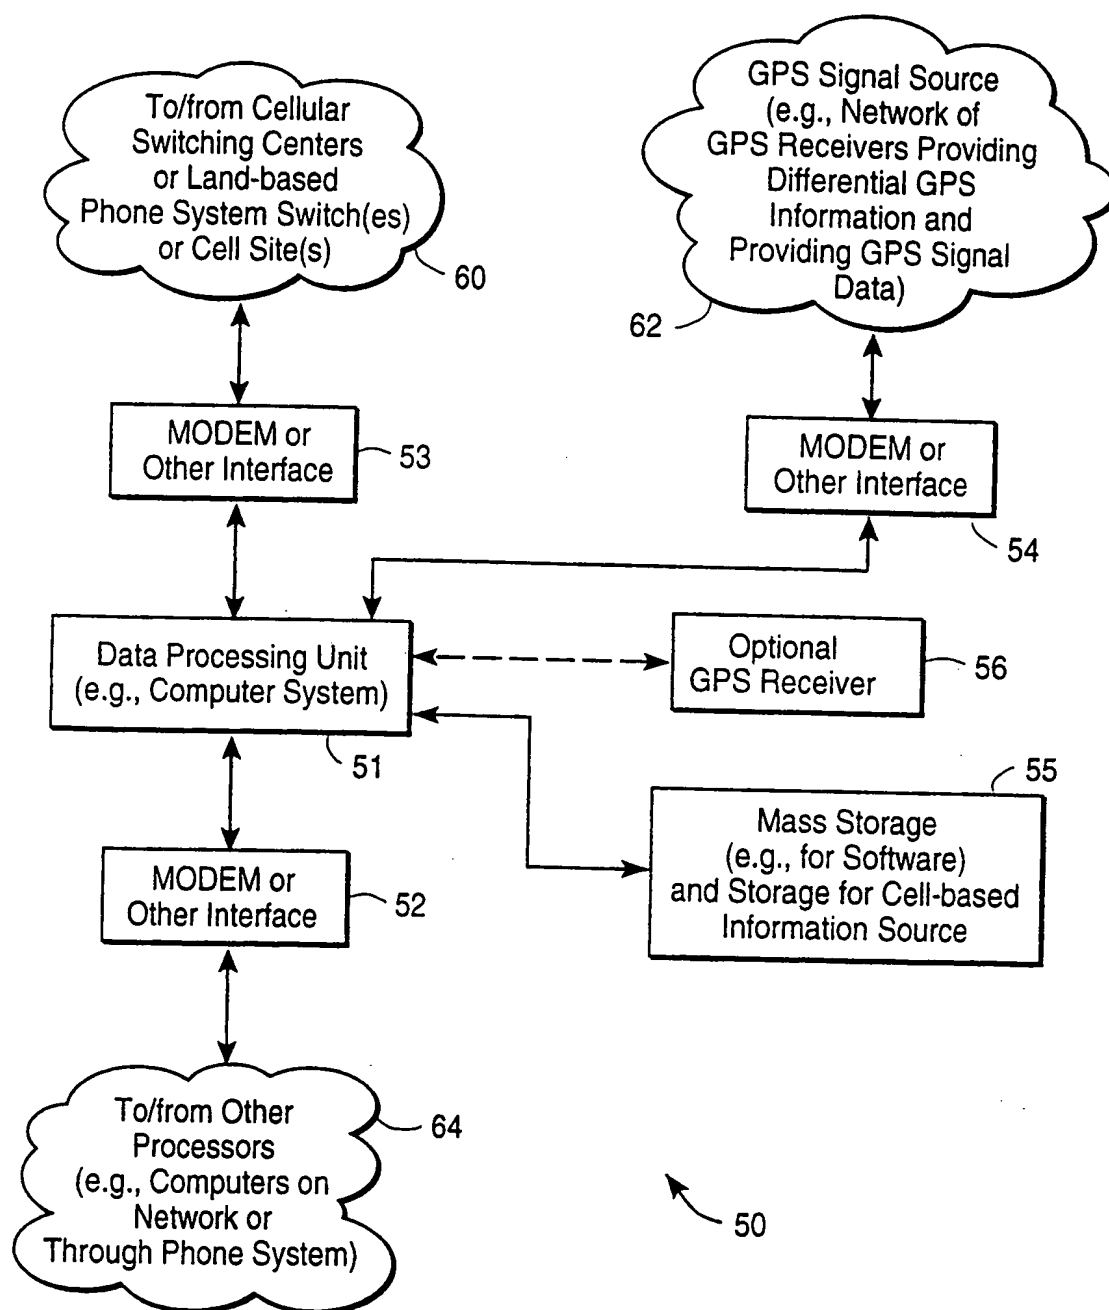 To/from Cellular
Switching Centers
or Land-based
Phone System Switch(es)
or Cell Site(s)
60
GPS Signal Source
(e.g., Network of
GPS Receivers Providing
Differential GPS
Information and
Providing GPS Signal
Data)
62
MODEM or
Other Interface
53
MODEM or
Other Interface
54
Data Processing Unit
(e.g., Computer System)
51
Optional
GPS Receiver
56
55
Mass Storage
(e.g., for Software)
and Storage for Cell-based
Information Source
MODEM or
Other Interface
52
To/from Other
Processors
(e.g., Computers on
Network or
Through Phone System)
64
50